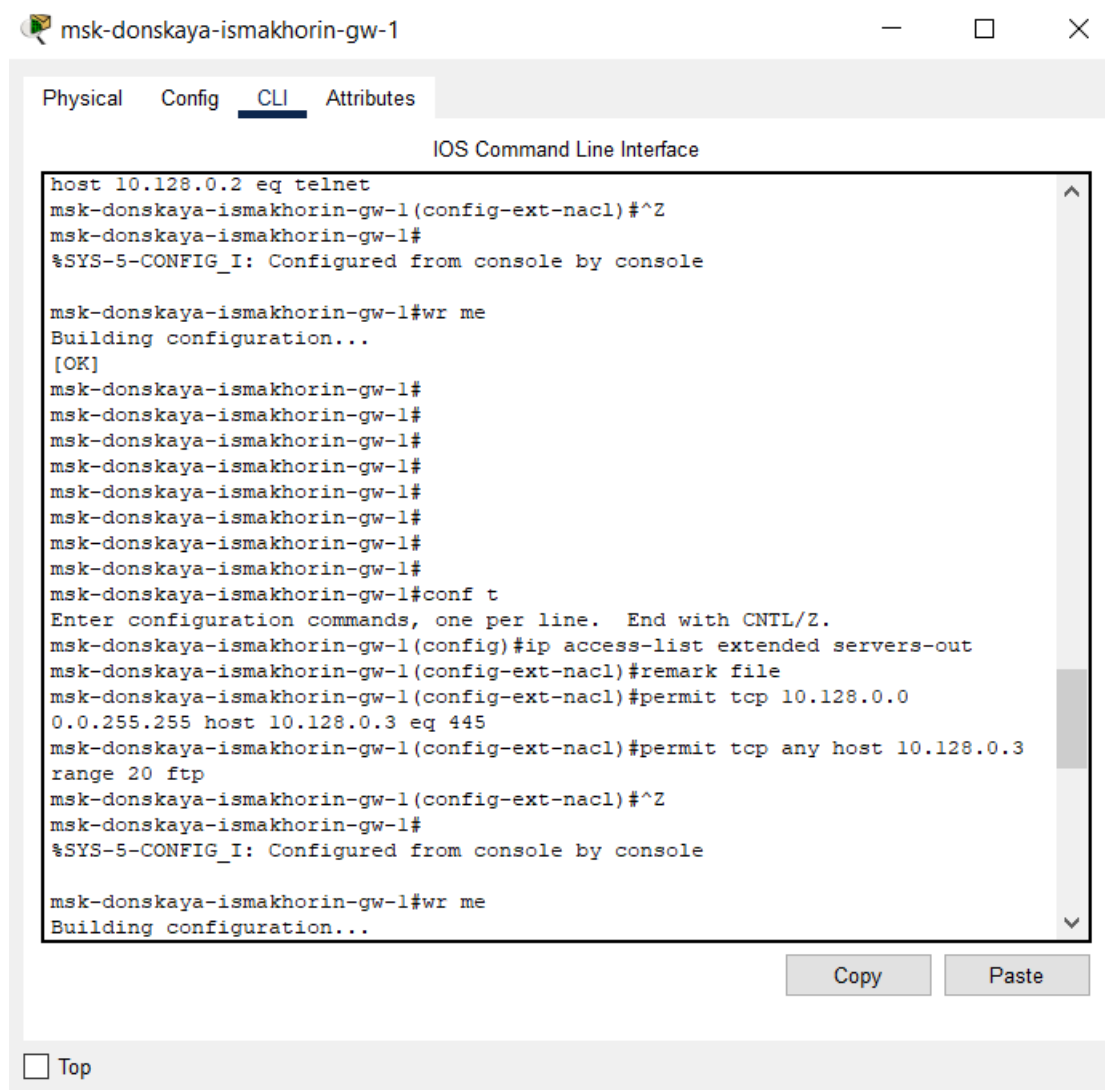 msk-donskaya-ismakhorin-gw-1
Physical Config CLI Attributes
IOS Command Line Interface
host 10.128.0.2 eq telnet
msk-donskaya-ismakhorin-gw-1(config-ext-nacl)#^Z
msk-donskaya-ismakhorin-gw-1#
%SYS-5-CONFIG_I: Configured from console by console
msk-donskaya-ismakhorin-gw-1#wr me
Building configuration...
[OK]
msk-donskaya-ismakhorin-gw-1#
msk-donskaya-ismakhorin-gw-1#
msk-donskaya-ismakhorin-gw-1#
msk-donskaya-ismakhorin-gw-1#
msk-donskaya-ismakhorin-gw-1#
msk-donskaya-ismakhorin-gw-1#
msk-donskaya-ismakhorin-gw-1#
msk-donskaya-ismakhorin-gw-1#
msk-donskaya-ismakhorin-gw-1#conf t
Enter configuration commands, one per line.  End with CNTL/Z.
msk-donskaya-ismakhorin-gw-1(config)#ip access-list extended servers-out
msk-donskaya-ismakhorin-gw-1(config-ext-nacl)#remark file
msk-donskaya-ismakhorin-gw-1(config-ext-nacl)#permit tcp 10.128.0.0
0.0.255.255 host 10.128.0.3 eq 445
msk-donskaya-ismakhorin-gw-1(config-ext-nacl)#permit tcp any host 10.128.0.3
range 20 ftp
msk-donskaya-ismakhorin-gw-1(config-ext-nacl)#^Z
msk-donskaya-ismakhorin-gw-1#
%SYS-5-CONFIG_I: Configured from console by console
msk-donskaya-ismakhorin-gw-1#wr me
Building configuration...
Copy Paste
Top